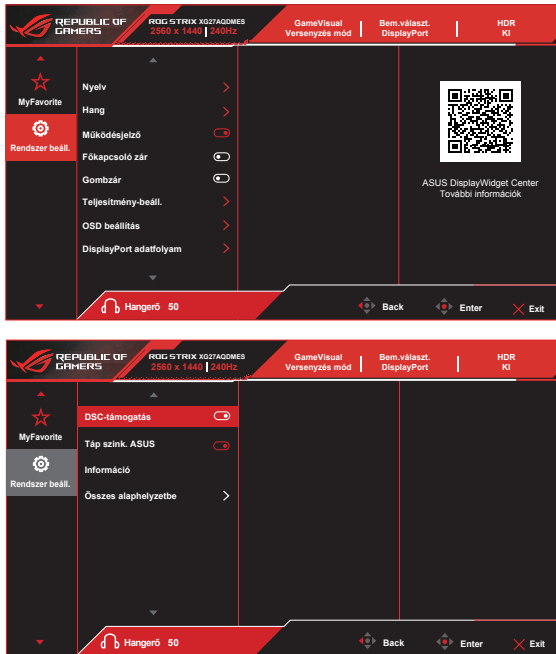 REPUBLIC OF
GAMERS
ROG STRIX XG27AQDMES
2560 x 1440 240Hz
GameVisual
Versenyzés mód
Bem.választ.
DisplayPort
HDR
KI
MyFavorite
Rendszer beáll.
Nyelv
Hang
Működésjelző
Főkapcsoló zár
Gombzár
Teljesítmény-beáll.
OSD beállítás
DisplayPort adatfolyam
ASUS DisplayWidget Center
További információk
Hangerő 50
Back
Enter
Exit
REPUBLIC OF
GAMERS
ROG STRIX XG27AQDMES
2560 x 1440 240Hz
GameVisual
Versenyzés mód
Bem.választ.
DisplayPort
HDR
KI
MyFavorite
Rendszer beáll.
DSC-támogatás
Táp szink. ASUS
Információ
Összes alaphelyzetbe
Hangerő 50
Back
Enter
Exit